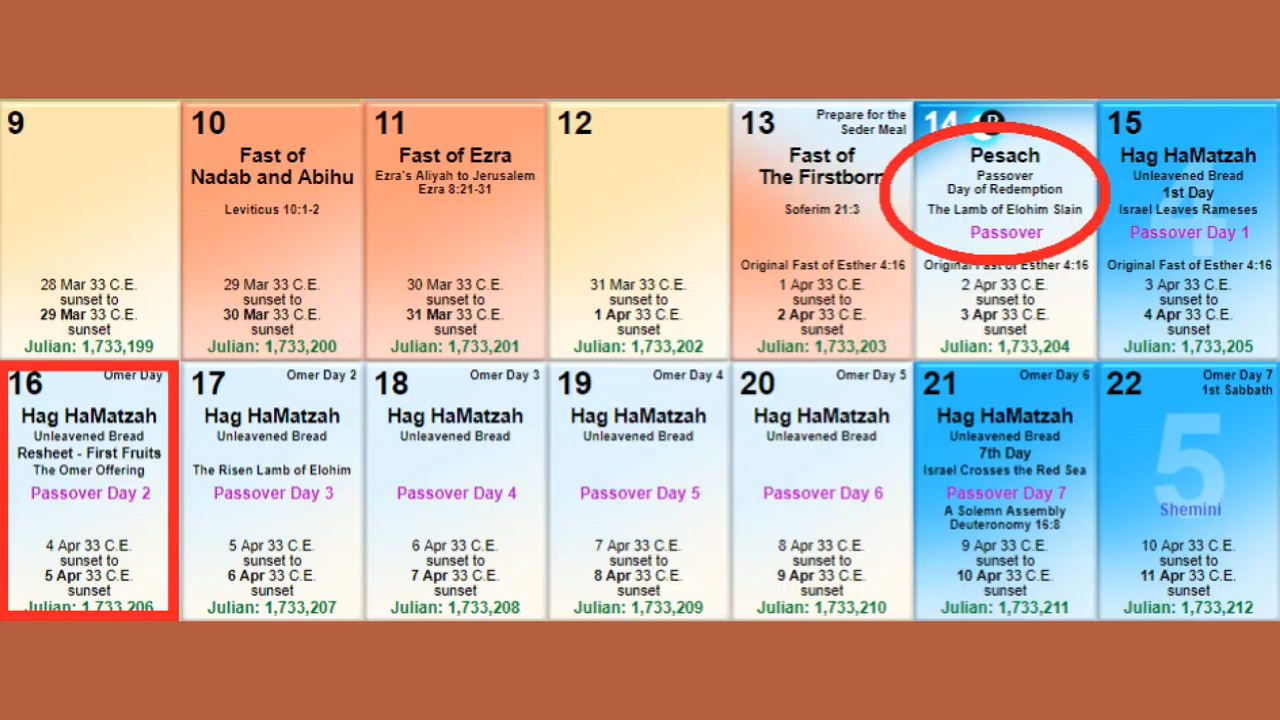 9
28 Mar 33 C.E.
sunset to
29 Mar 33 C.E.
sunset
Julian: 1,733,199
10
Fast of
Nadab and Abihu
Leviticus 10:1-2
29 Mar 33 C.E.
sunset to
30 Mar 33 C.E.
sunset
Julian: 1,733,200
11
Fast of Ezra
Ezra's Aliyah to Jerusalem
Ezra 8:21-31
30 Mar 33 C.E.
sunset to
31 Mar 33 C.E.
sunset
Julian: 1,733,201
12
31 Mar 33 C.E.
sunset to
1 Apr 33 C.E.
sunset
Julian: 1,733,202
13
Prepare for the
Seder Meal
Fast of
The Firstborn
Soferim 21:3
Original Fast of Esther 4:16
1 Apr 33 C.E.
sunset to
2 Apr 33 C.E.
sunset
Julian: 1,733,203
14
Pesach
Passover
Day of Redemption
The Lamb of Elohim Slain
Passover
Original Fast of Esther 4:16
2 Apr 33 C.E.
sunset to
3 Apr 33 C.E.
sunset
Julian: 1,733,204
15
4
Hag HaMatzah
Unleavened Bread
1st Day
Israel Leaves Rameses
Passover Day 1
Original Fast of Esther 4:16
3 Apr 33 C.E.
sunset to
4 Apr 33 C.E.
sunset
Julian: 1,733,205
16
Omer Day
Hag HaMatzah
Unleavened Bread
Resheet - First Fruits
The Omer Offering
Passover Day 2
4 Apr 33 C.E.
sunset to
5 Apr 33 C.E.
sunset
Julian: 1,733,206
17
Omer Day 2
Hag HaMatzah
Unleavened Bread
The Risen Lamb of Elohim
Passover Day 3
5 Apr 33 C.E.
sunset to
6 Apr 33 C.E.
sunset
Julian: 1,733,207
18
Omer Day 3
Hag HaMatzah
Unleavened Bread
Passover Day 4
6 Apr 33 C.E.
sunset to
7 Apr 33 C.E.
sunset
Julian: 1,733,208
19
Omer Day 4
Hag HaMatzah
Unleavened Bread
Passover Day 5
7 Apr 33 C.E.
sunset to
8 Apr 33 C.E.
sunset
Julian: 1,733,209
20
Omer Day 5
Hag HaMatzah
Unleavened Bread
Passover Day 6
8 Apr 33 C.E.
sunset to
9 Apr 33 C.E.
sunset
Julian: 1,733,210
21
Omer Day 6
Hag HaMatzah
Unleavened Bread
7th Day
Israel Crosses the Red Sea
Passover Day 7
A Solemn Assembly
Deuteronomy 16:8
9 Apr 33 C.E.
sunset to
10 Apr 33 C.E.
sunset
Julian: 1,733,211
22
Omer Day 7
1st Sabbath
5
Shemini
10 Apr 33 C.E.
sunset to
11 Apr 33 C.E.
sunset
Julian: 1,733,212